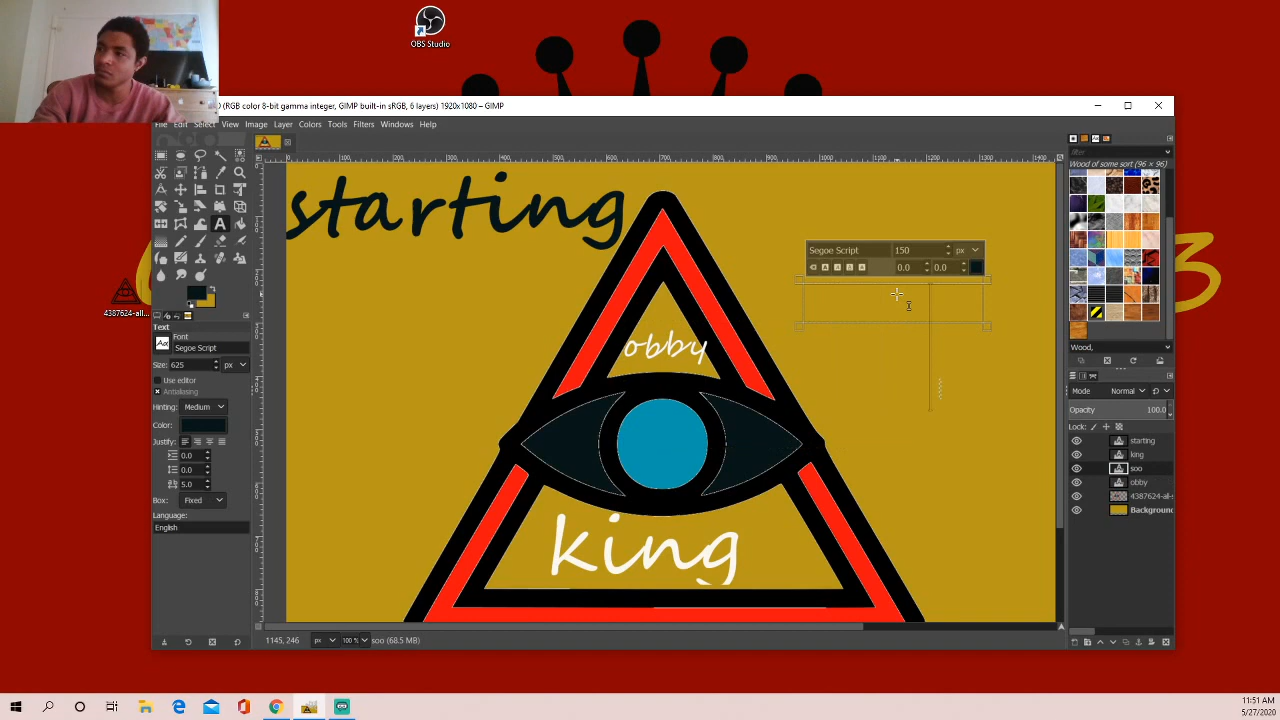 OBS Studio
0 (RGB color 8-bit gamma integer, GIMP built-in sRGB, 6 layers) 1920x1080 – GIMP
File Edit Select View Image Layer Colors Tools Filters Windows Help
filter
Wood of some sort (96 × 96)
starting
Segoe Script 150 px
0.0 0.0
3
4387624-all...
Text
Font
Segoe Script
Size: 625 px
Use editor
Antialiasing
Hinting: Medium
Color:
Justify:
0.0
0.0
5.0
Box: Fixed
Language:
English
obby
king
Wood,
Mode Normal
Opacity 100.0
Lock:
starting
king
soo
obby
4387624-all-s
Background
1145, 246 px 100 % soo (68.5 MB)
11:51 AM
5/27/2020